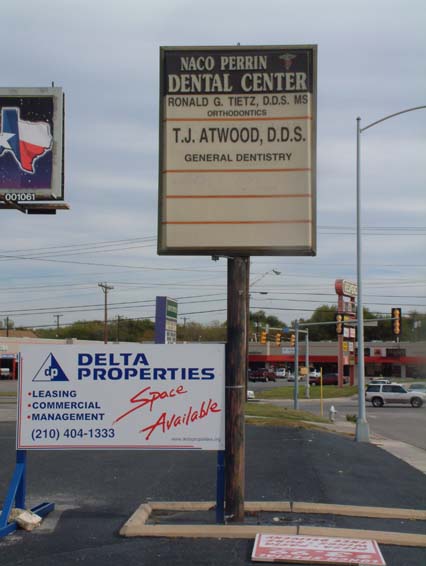 NACO PERRIN
DENTAL CENTER
RONALD G. TIETZ, D.D.S. MS
ORTHODONTICS
T.J. ATWOOD, D.D.S.
GENERAL DENTISTRY
001061
dp
DELTA
PROPERTIES
•LEASING
•COMMERCIAL
MANAGEMENT
(210) 404-1333
Space
Available